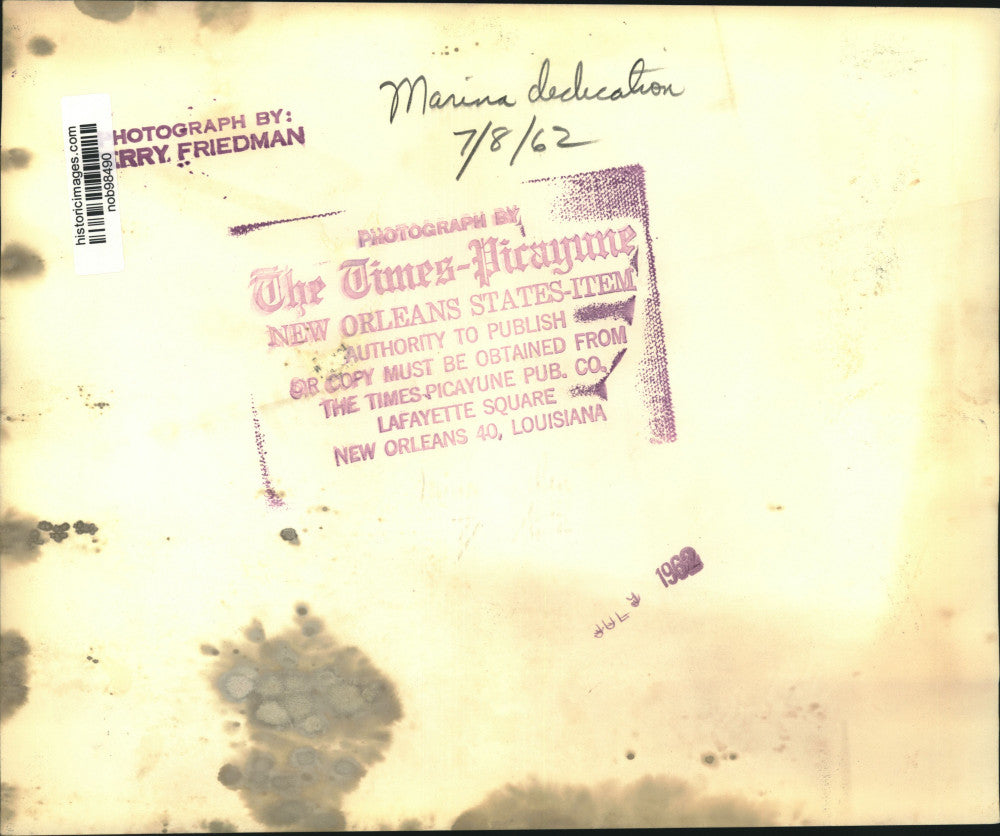 Marina dedication
7/8/62
HOTOGRAPH BY:
ERRY FRIEDMAN
historicimages.com
nob98490
PHOTOGRAPH BY
The Times-Picayune
NEW ORLEANS STATES-ITEM
AUTHORITY TO PUBLISH
OR COPY MUST BE OBTAINED FROM
THE TIMES-PICAYUNE PUB. CO.
LAFAYETTE SQUARE
NEW ORLEANS 40, LOUISIANA
JUL 1962